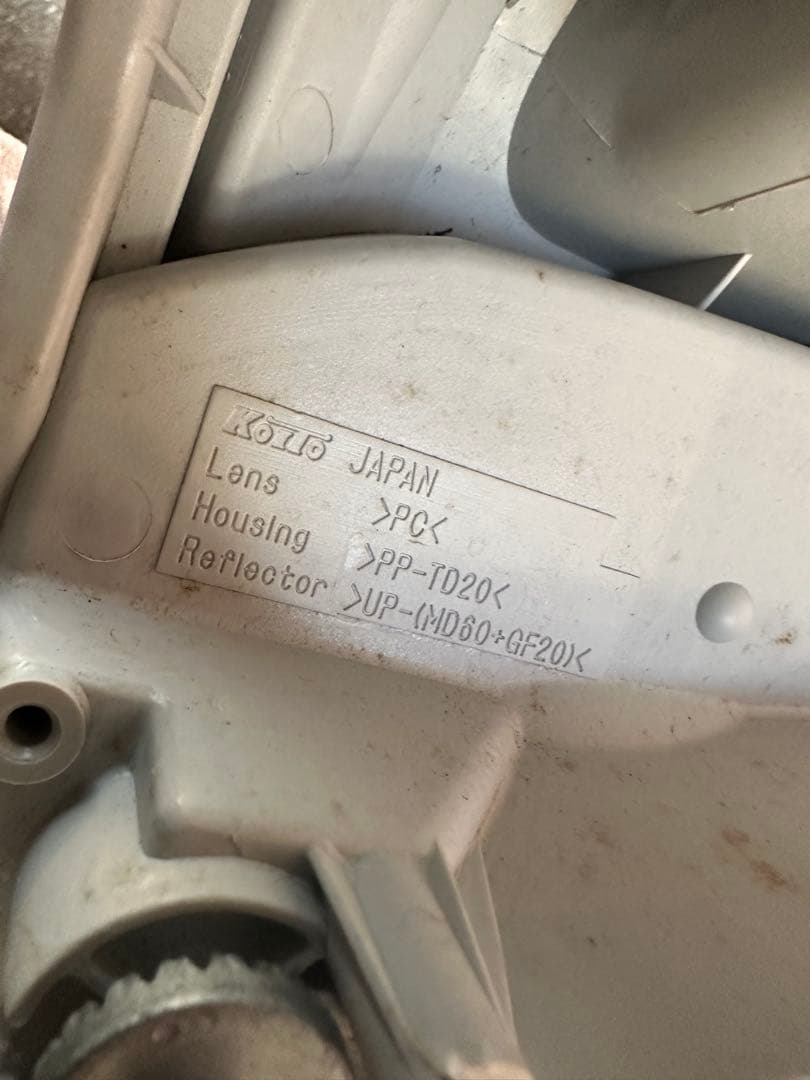 KOITO JAPAN
Lens >PC<
Housing >PP-TD20<
Reflector >UP-(MD60+GF20)<